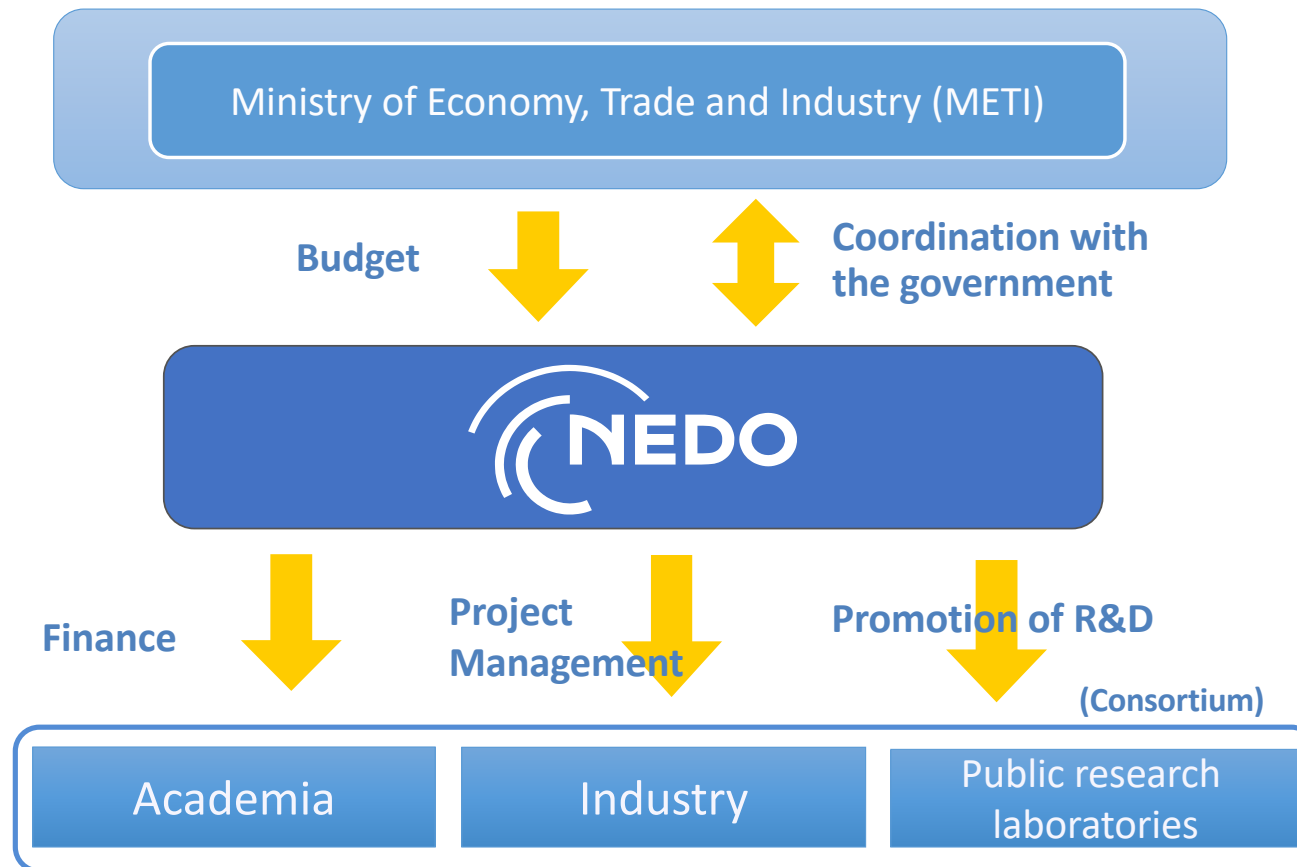 Ministry of Economy, Trade and Industry (METI)
Budget
Coordination with
the government
NEDO
Finance
Project
Management
Promotion of R&D
(Consortium)
Academia
Industry
Public research
laboratories